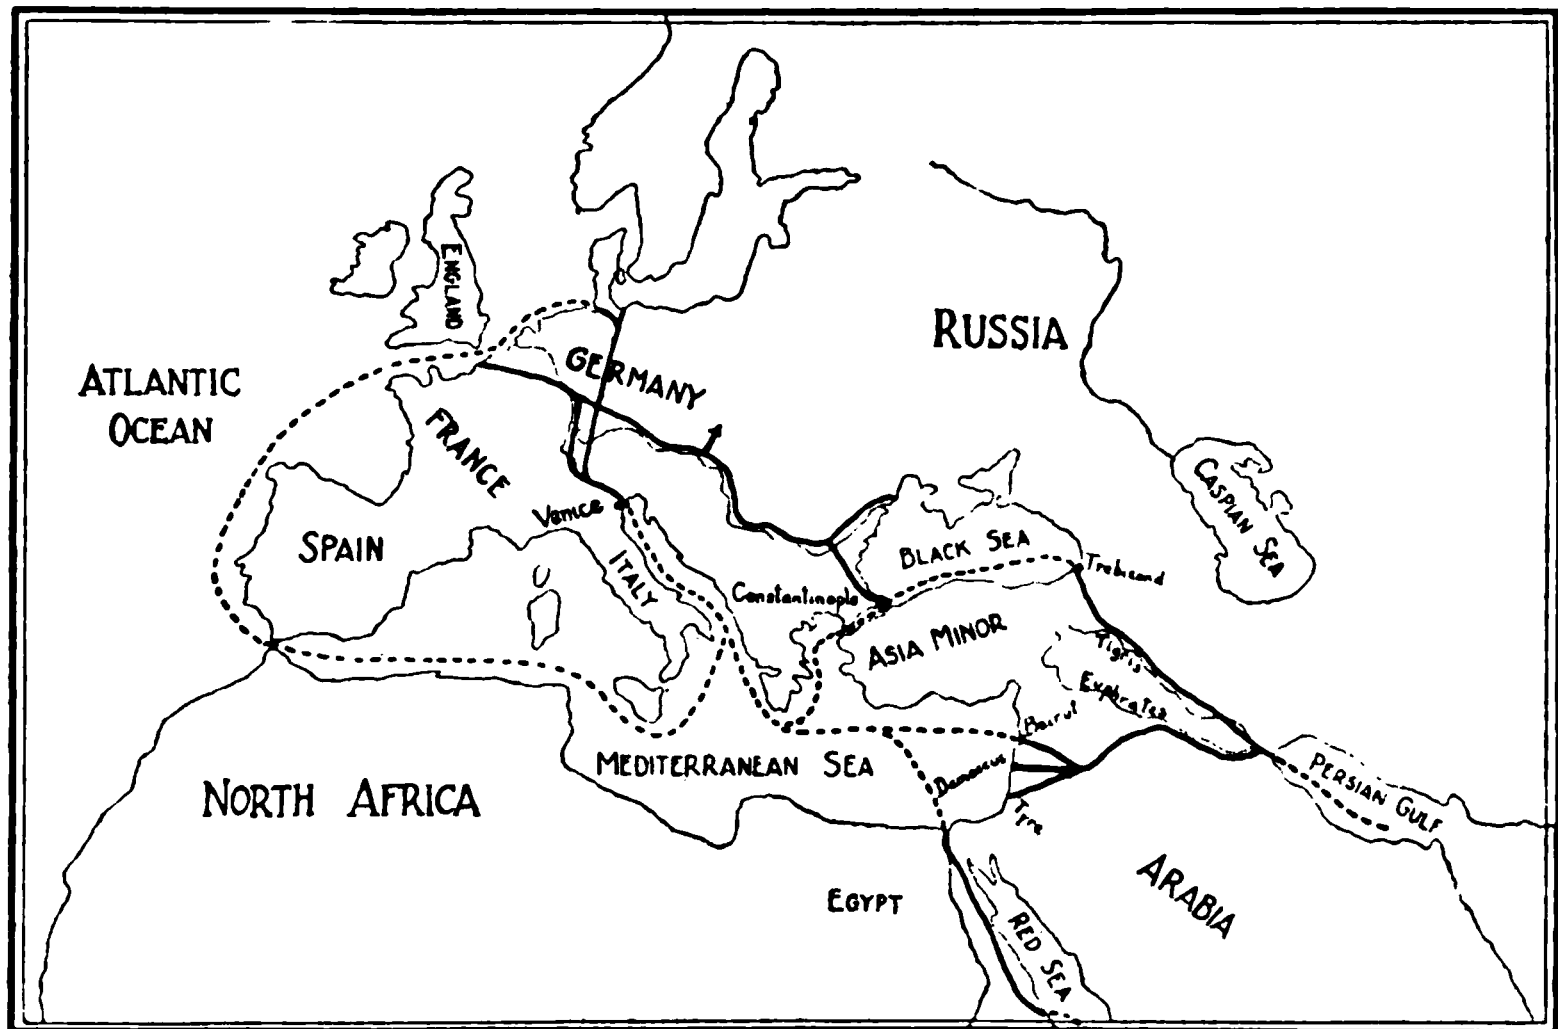 ENGLAND
RUSSIA
GERMANY
ATLANTIC
OCEAN
FRANCE
CASPIAN SEA
Venice
SPAIN
ITALY
BLACK SEA
Trebizond
Constantinople
ASIA MINOR
Tigris
Euphrates
Beirut
MEDITERRANEAN SEA
Damascus
PERSIAN GULF
NORTH AFRICA
Tyre
ARABIA
EGYPT
RED SEA